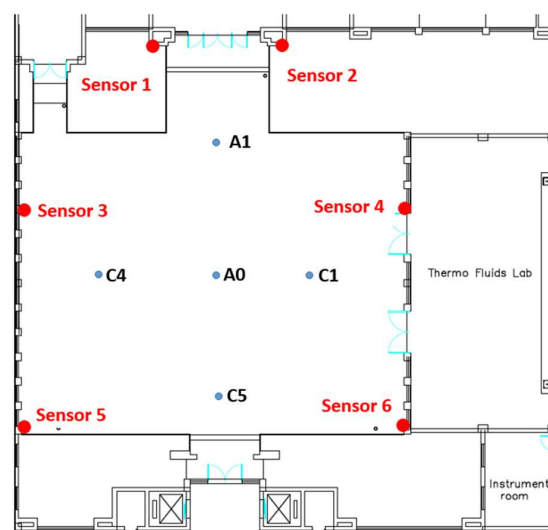 Sensor 1
Sensor 2
A1
Sensor 3
Sensor 4
C4
A0
C1
Thermo Fluids Lab
C5
Sensor 5
Sensor 6
Instrument
room